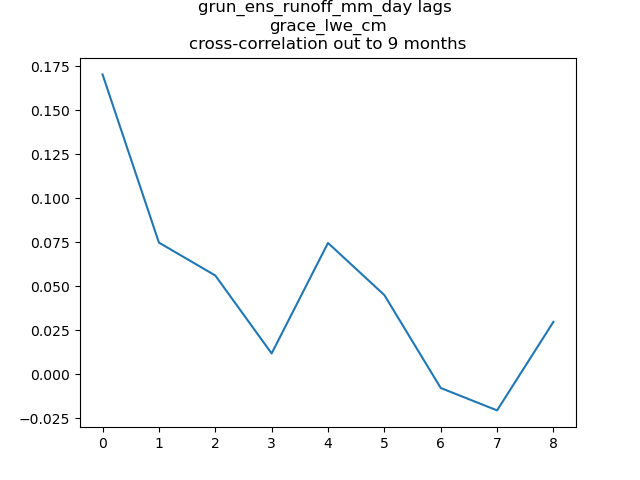 grun_ens_runoff_mm_day lags
grace_lwe_cm
cross-correlation out to 9 months
0.175
0.150
0.125
0.100
0.075
0.050
0.025
0.000
−0.025
0 1 2 3 4 5 6 7 8